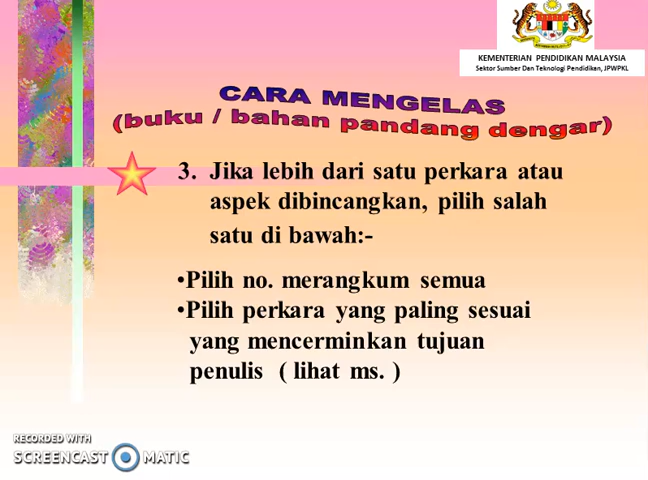 KEMENTERIAN PENDIDIKAN MALAYSIA
Sektor Sumber Dan Teknologi Pendidikan, JPWPKL
CARA MENGELAS
(buku / bahan pandang dengar)
3. Jika lebih dari satu perkara atau
aspek dibincangkan, pilih salah
satu di bawah:-
•Pilih no. merangkum semua
•Pilih perkara yang paling sesuai
yang mencerminkan tujuan
penulis ( lihat ms. )
RECORDED WITH
SCREENCAST MATIC